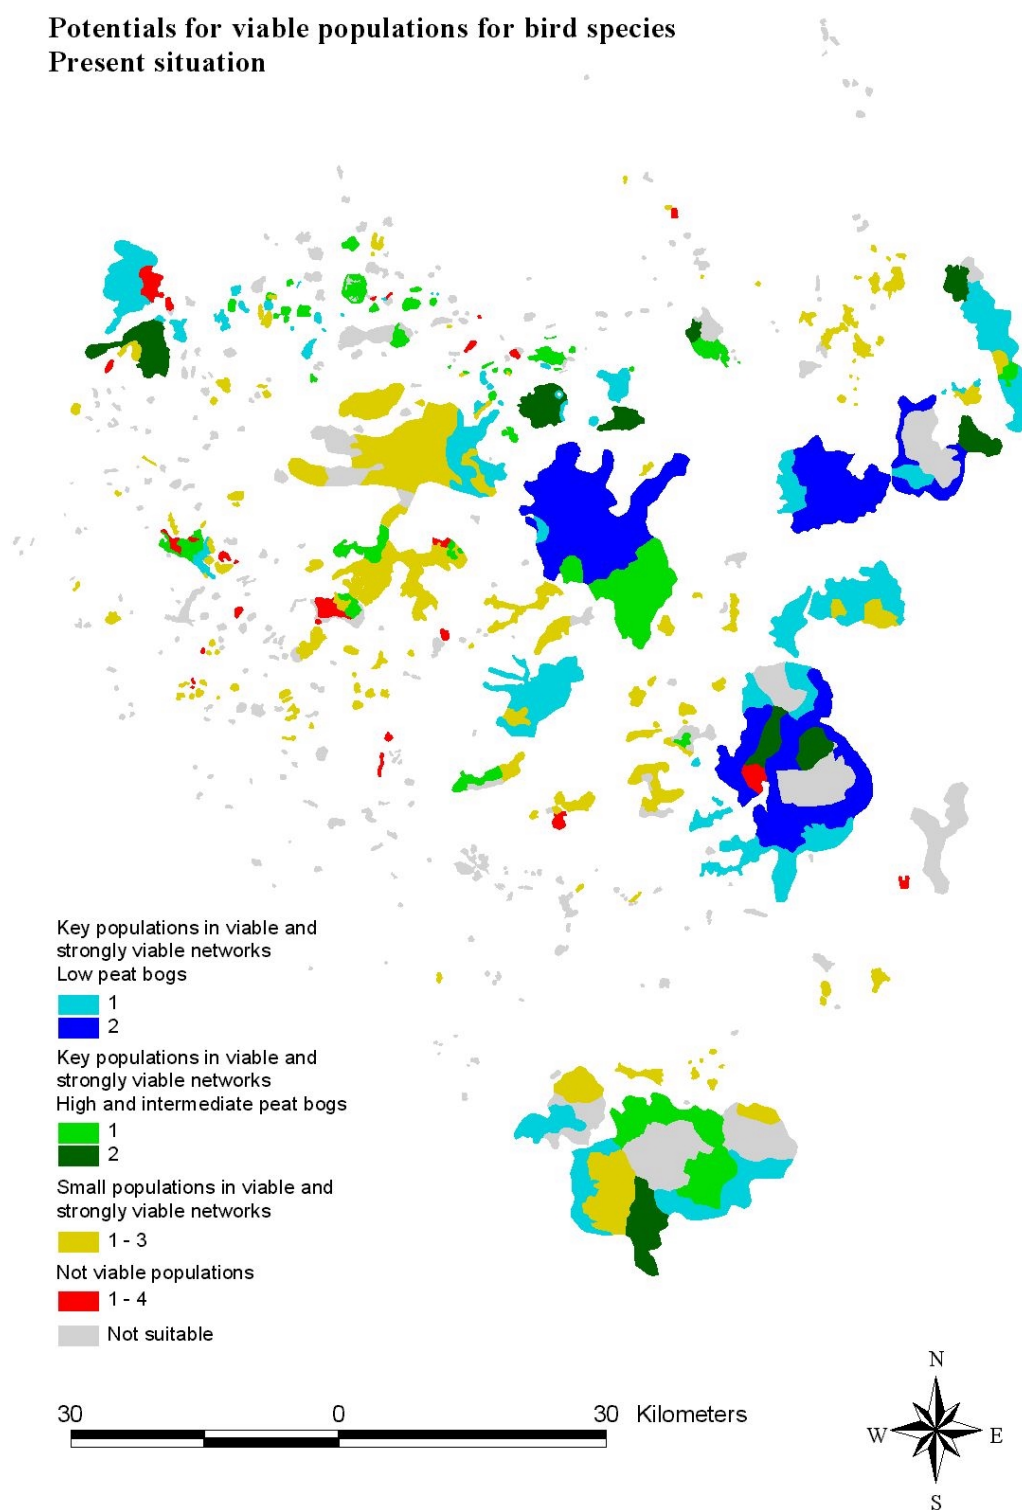 Potentials for viable populations for bird species
Present situation
Key populations in viable and
strongly viable networks
Low peat bogs
1
2
Key populations in viable and
strongly viable networks
High and intermediate peat bogs
1
2
Small populations in viable and
strongly viable networks
1 - 3
Not viable populations
1 - 4
Not suitable
30 0 30 Kilometers
N
W E
S